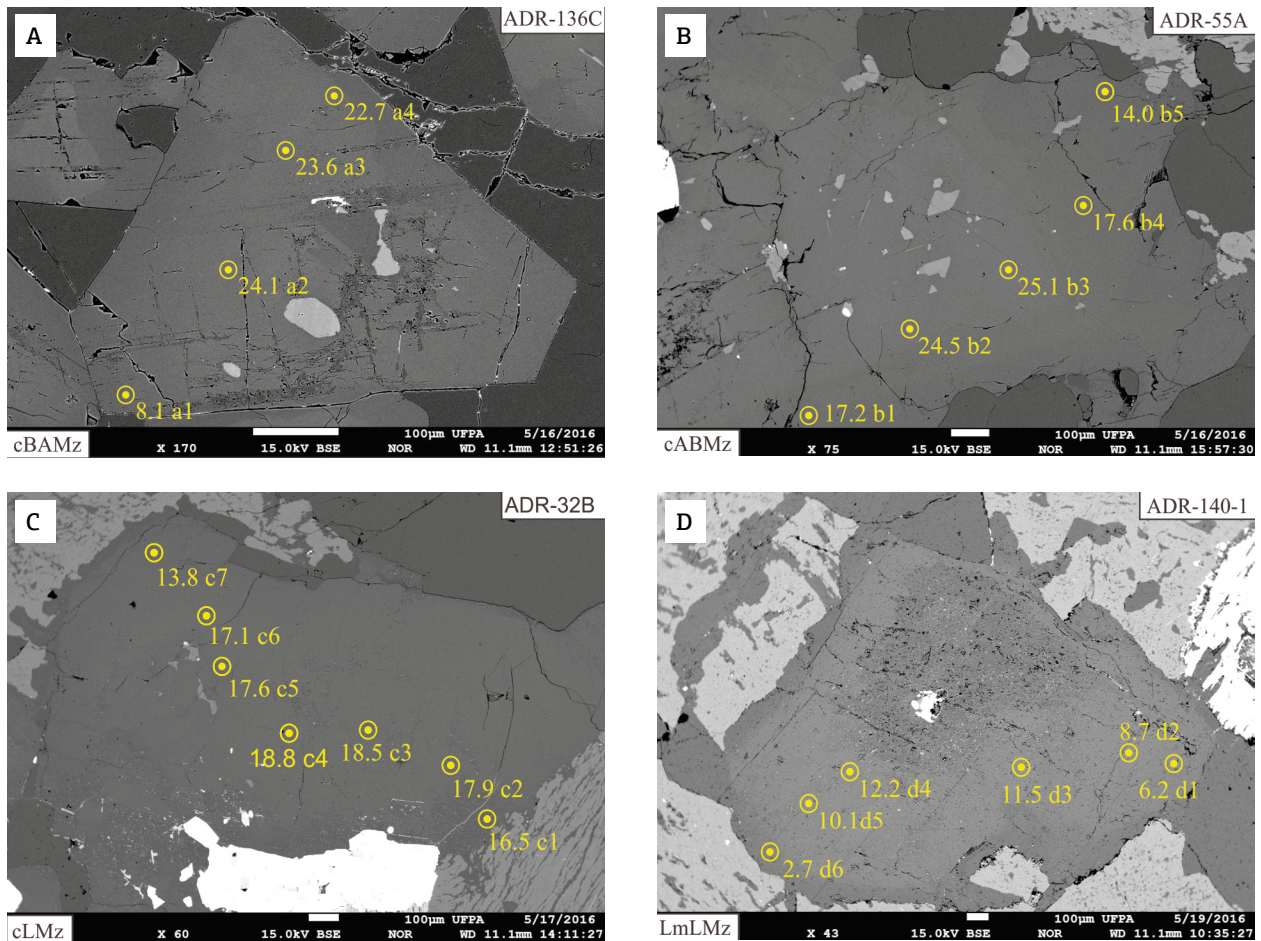 A
ADR-136C
22.7 a4
23.6 a3
24.1 a2
8.1 a1
cBAMz
100µm UFPA 5/16/2016
X 170 15.0kV BSE NOR WD 11.1mm 12:51:26
B
ADR-55A
14.0 b5
17.6 b4
25.1 b3
24.5 b2
17.2 b1
cABMz
100µm UFPA 5/16/2016
X 75 15.0kV BSE NOR WD 11.1mm 15:57:30
C
ADR-32B
13.8 c7
17.1 c6
17.6 c5
18.8 c4
18.5 c3
17.9 c2
16.5 c1
cLMz
100µm UFPA 5/17/2016
X 60 15.0kV BSE NOR WD 11.1mm 14:11:27
D
ADR-140-1
8.7 d2
6.2 d1
11.5 d3
12.2 d4
10.1d5
2.7 d6
LmLMz
100µm UFPA 5/19/2016
X 43 15.0kV BSE NOR WD 11.1mm 10:35:27